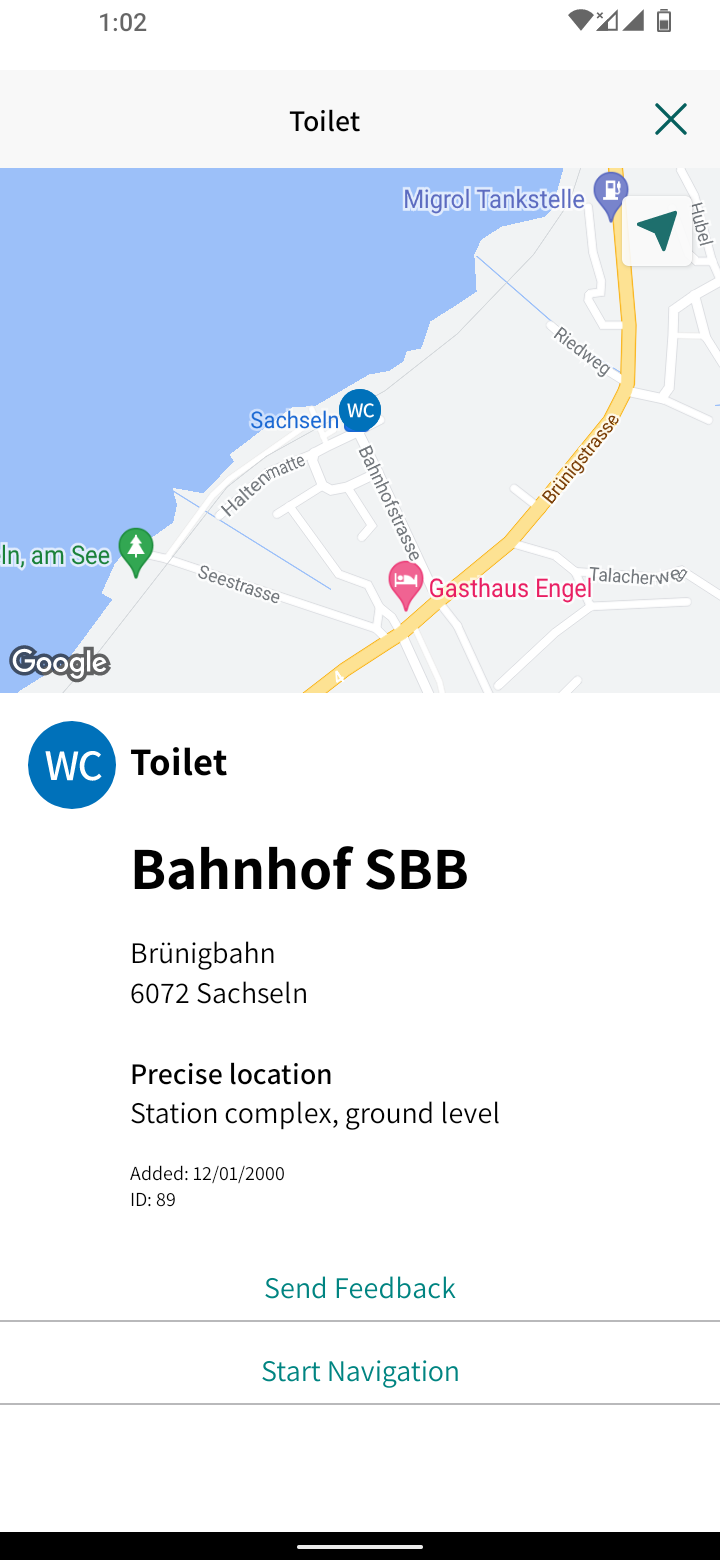 1:02
Toilet
Migrol Tankstelle
Hubel
Riedweg
Sachseln
WC
Brünigstrasse
Haltenmatte
Bahnhofstrasse
ln, am See
Seestrasse
Talacherweg
Gasthaus Engel
Google
4
WC
Toilet
Bahnhof SBB
Brünigbahn
6072 Sachseln
Precise location
Station complex, ground level
Added: 12/01/2000
ID: 89
Send Feedback
Start Navigation